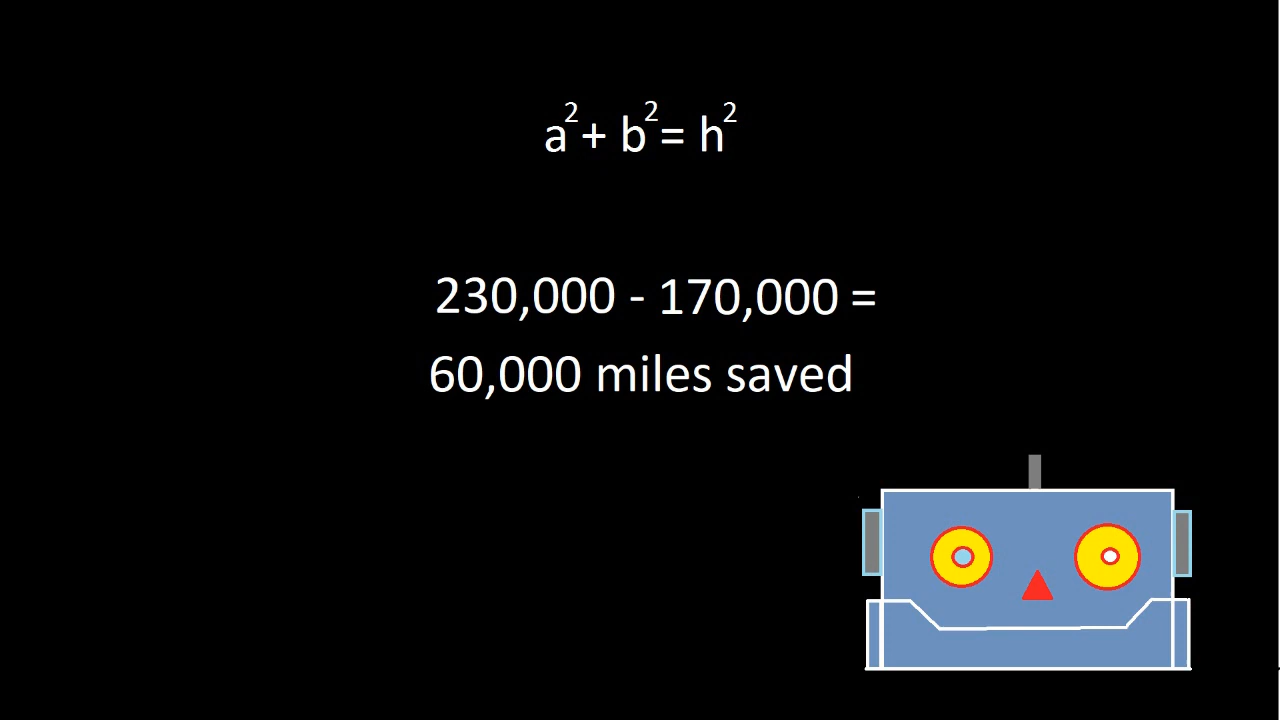 a² + b² = h²
230,000 - 170,000 =
60,000 miles saved